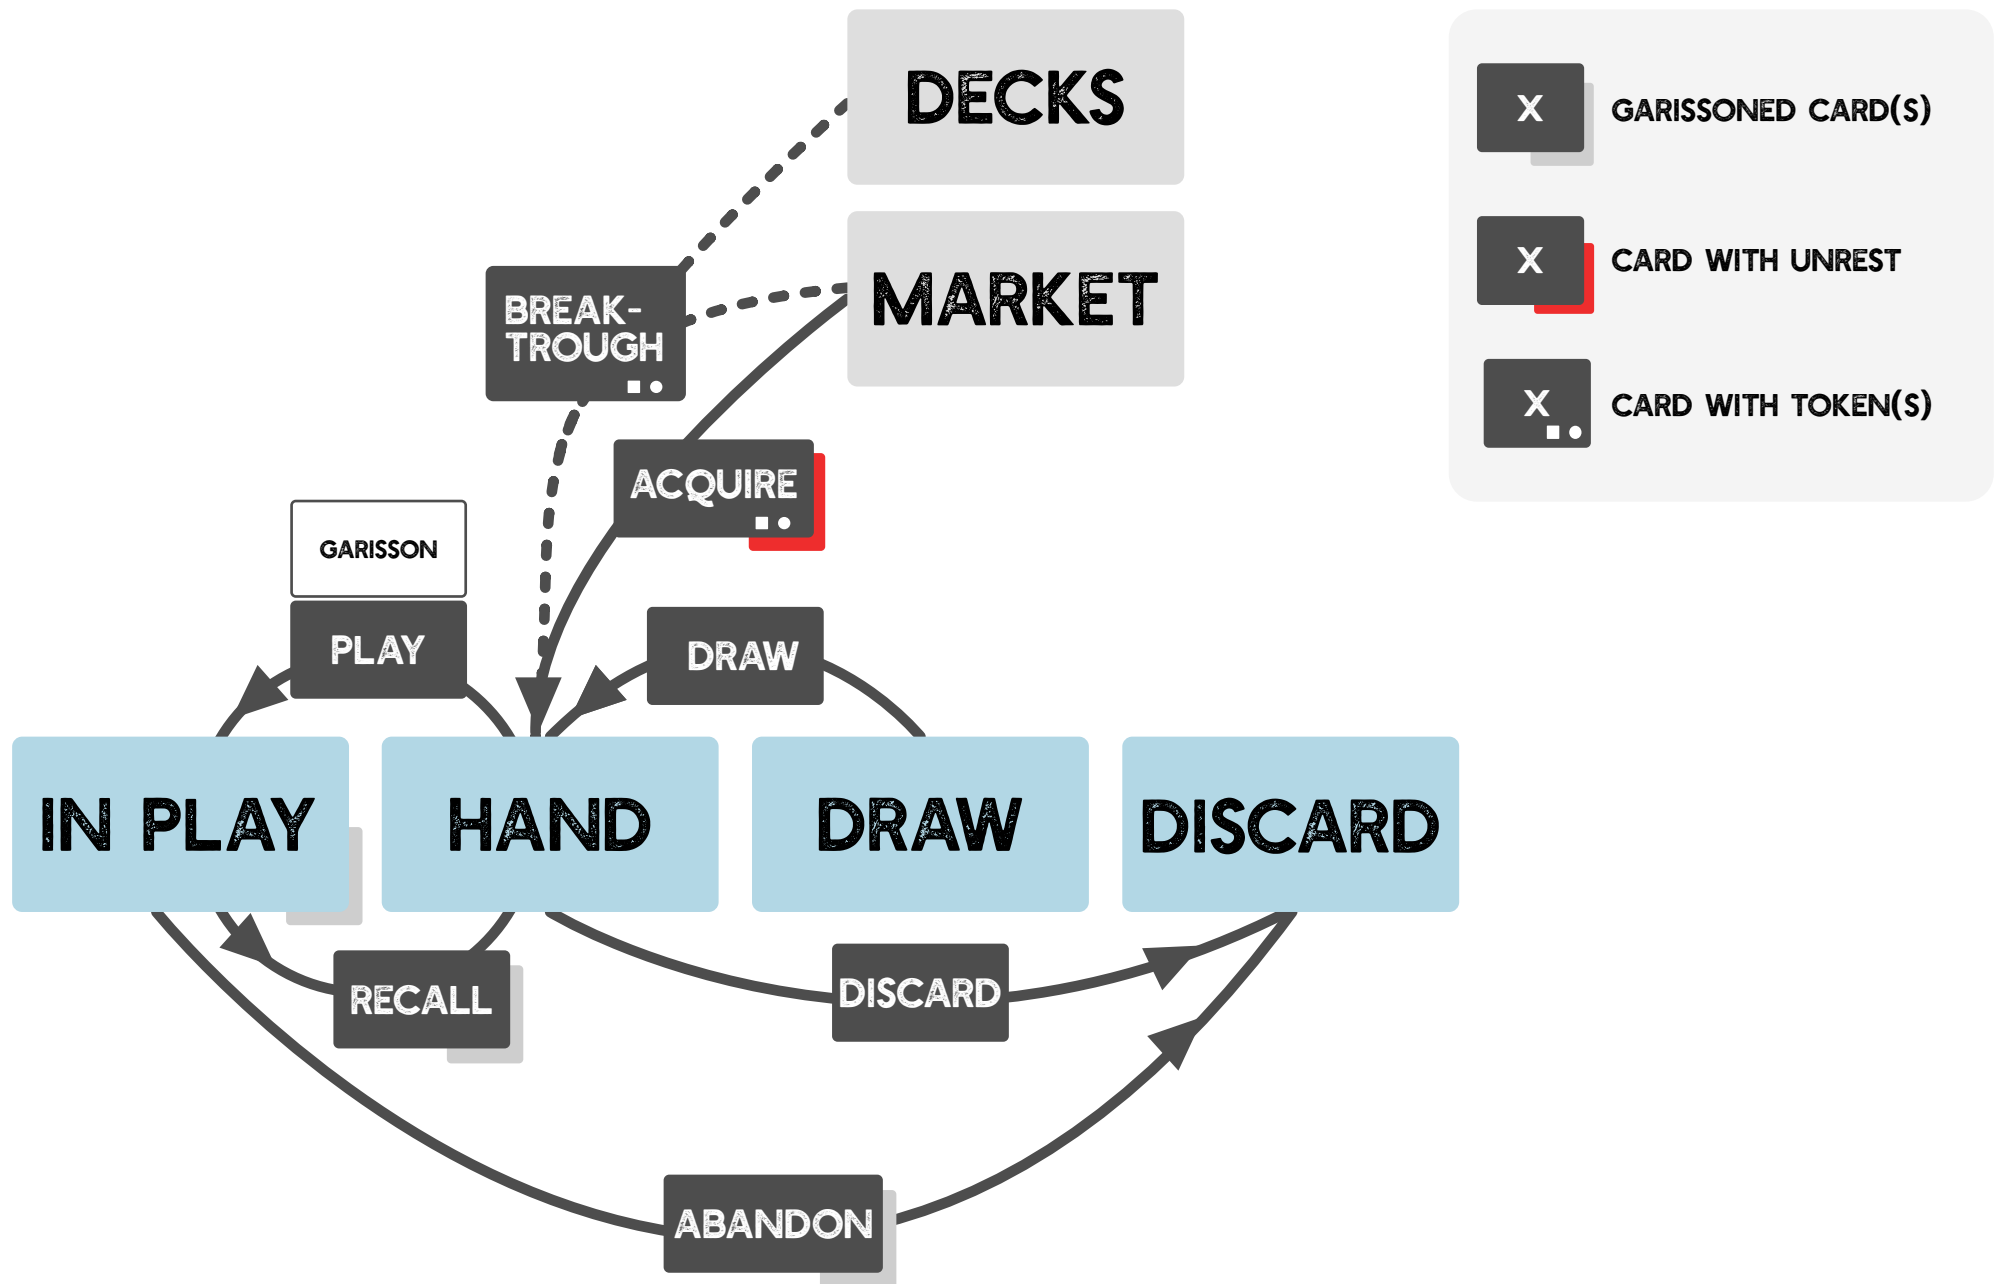 DECKS
MARKET
BREAK-
TROUGH
ACQUIRE
GARISSON
PLAY
DRAW
IN PLAY
HAND
DRAW
DISCARD
RECALL
DISCARD
ABANDON
X
GARISSONED CARD(S)
X
CARD WITH UNREST
X
CARD WITH TOKEN(S)